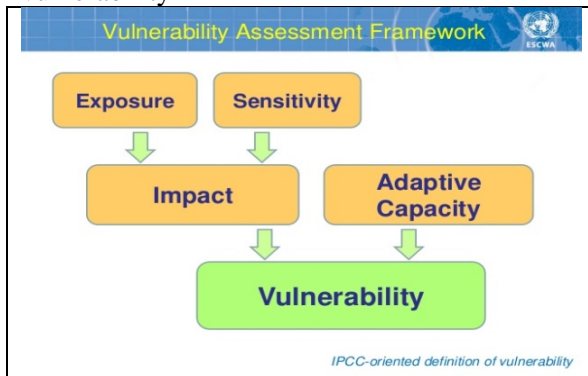 Vulnerability Assessment Framework
ESCWA
Exposure
Sensitivity
Impact
Adaptive
Capacity
Vulnerability
IPCC-oriented definition of vulnerability